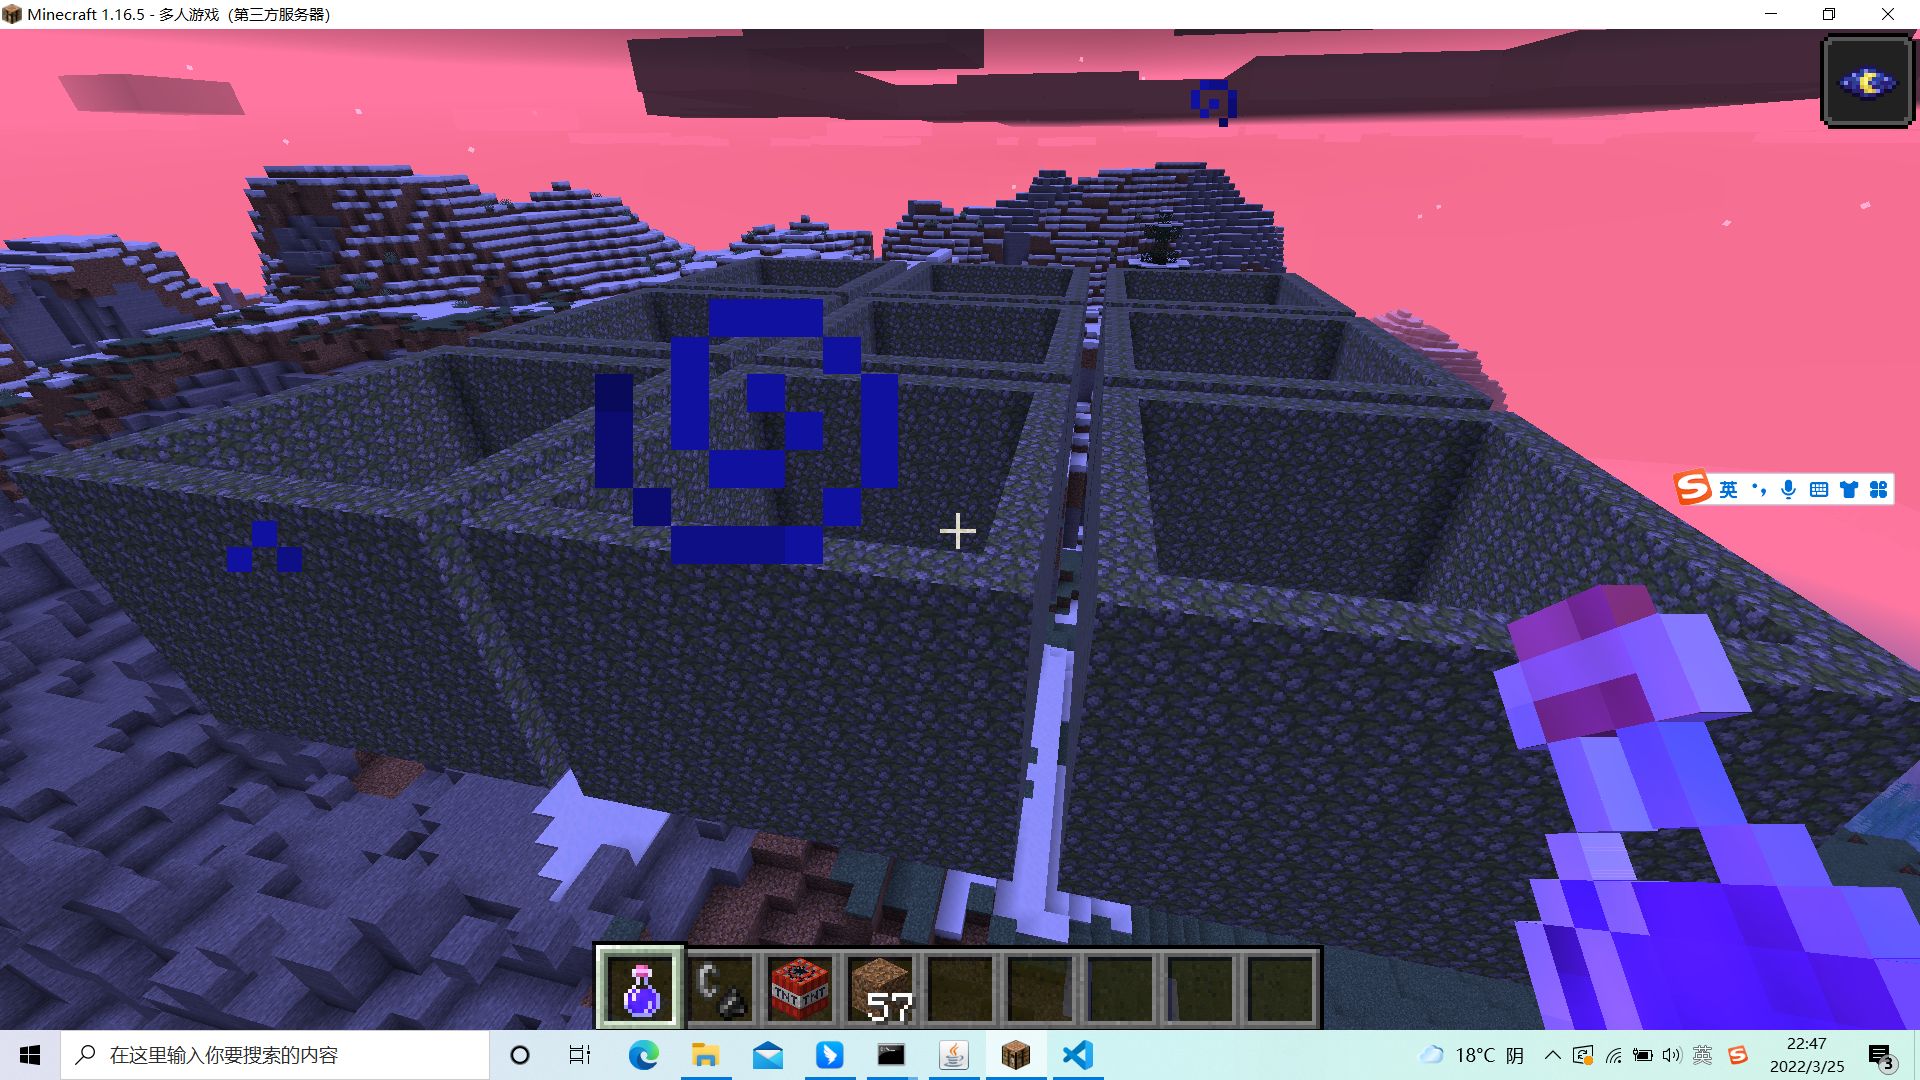 Minecraft 1.16.5 - 多人游戏（第三方服务器）
英
TNT TNT
57
在这里输入你要搜索的内容
18°C 阴
英
22:47
2022/3/25
3